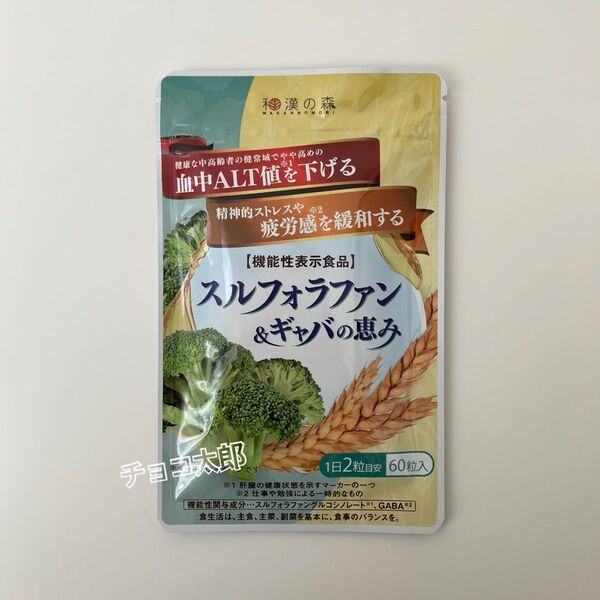 和漢の森
WAKANNOMORI
健康な中高齢者の健常域でやや高めの
血中ALT値を下げる
※1
精神的ストレスや ※2
疲労感を緩和する
【機能性表示食品】
スルフォラファン
&ギャバの恵み
チョコ太郎
1日2粒目安 60粒入
※1 肝臓の健康状態を示すマーカーの一つ
※2 仕事や勉強による一時的なもの
機能性関与成分…スルフォラファングルコシノレート※1、GABA※2
食生活は、主食、主菜、副菜を基本に、食事のバランスを。